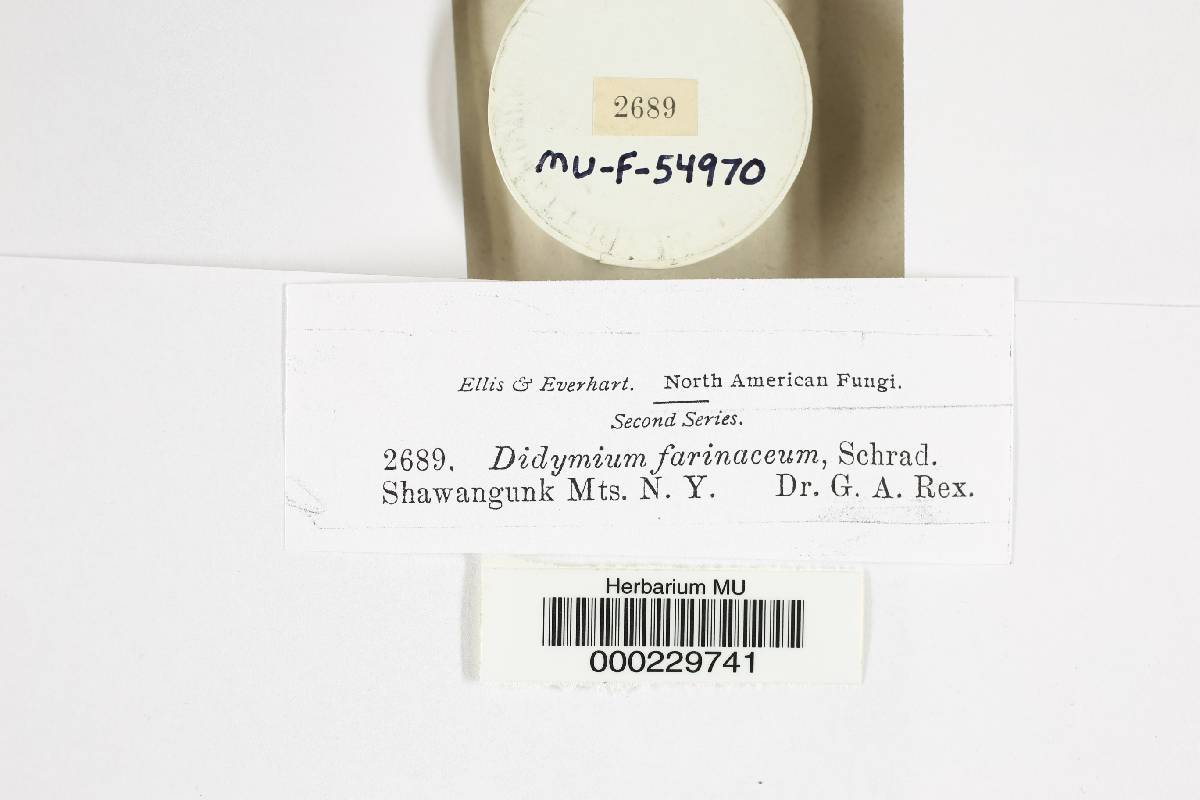 2689
MU-F-54970
Ellis & Everhart. North American Fungi.
Second Series.
2689. Didymium farinaceum, Schrad.
Shawangunk Mts. N. Y. Dr. G. A. Rex.
Herbarium MU
000229741